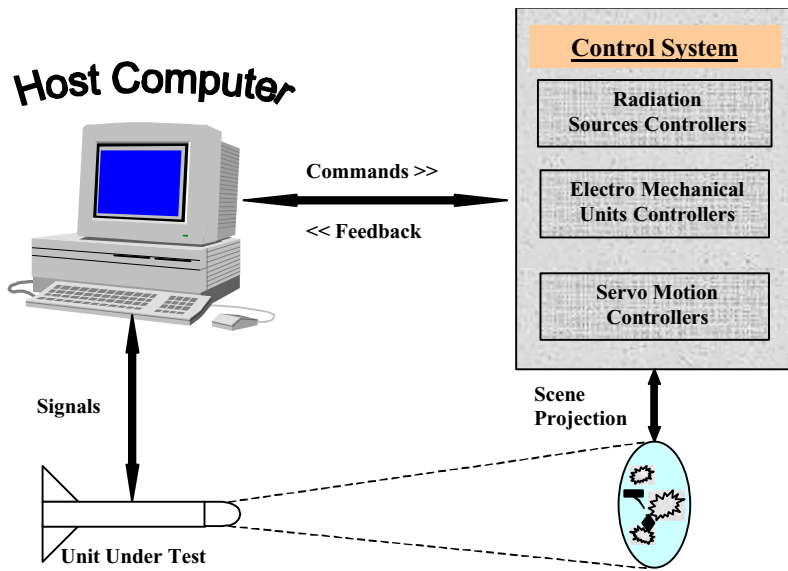 Host Computer
Control System
Radiation
Sources Controllers
Commands >>
<< Feedback
Electro Mechanical
Units Controllers
Servo Motion
Controllers
Signals
Scene
Projection
Unit Under Test